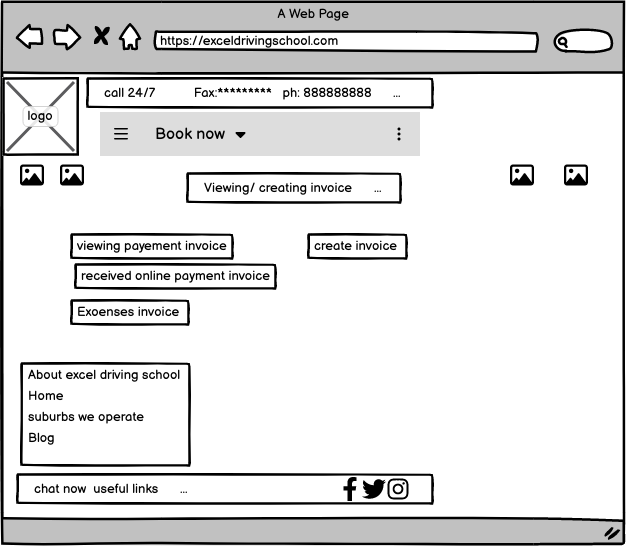 A Web Page
https://exceldrivingschool.com
logo
call 24/7 Fax:********* ph: 888888888 ...
Book now
Viewing/ creating invoice ...
viewing payement invoice
create invoice
received online payment invoice
Exoenses invoice
About excel driving school
Home
suburbs we operate
Blog
chat now useful links ...